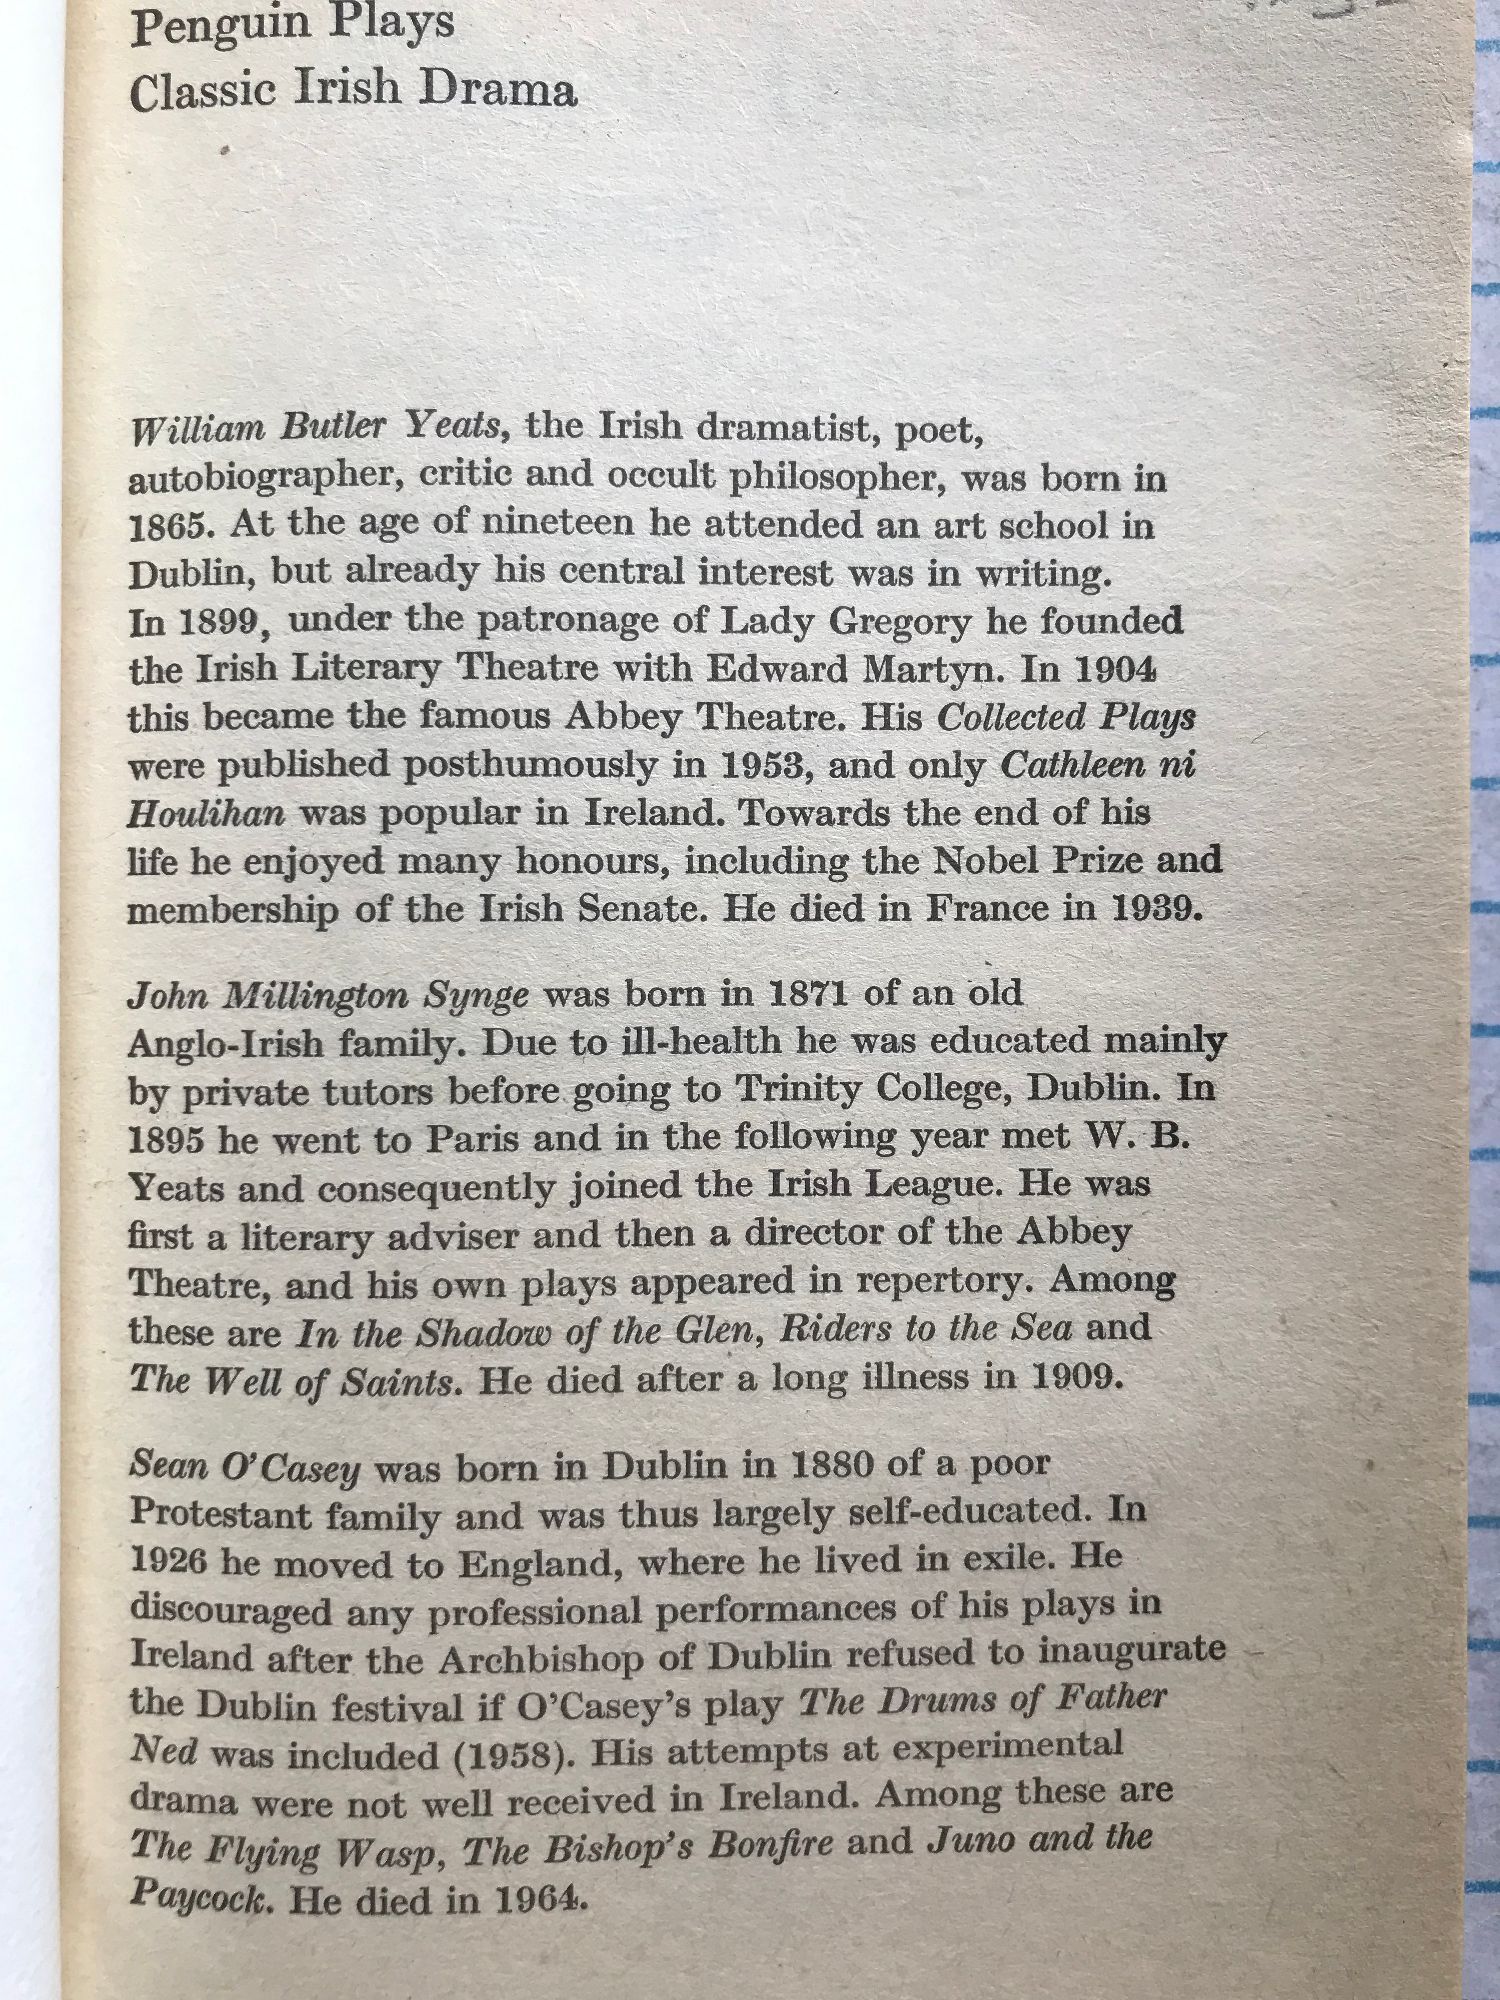 Penguin Plays
Classic Irish Drama
William Butler Yeats, the Irish dramatist, poet,
autobiographer, critic and occult philosopher, was born in
1865. At the age of nineteen he attended an art school in
Dublin, but already his central interest was in writing.
In 1899, under the patronage of Lady Gregory he founded
the Irish Literary Theatre with Edward Martyn. In 1904
this became the famous Abbey Theatre. His Collected Plays
were published posthumously in 1953, and only Cathleen ni
Houlihan was popular in Ireland. Towards the end of his
life he enjoyed many honours, including the Nobel Prize and
membership of the Irish Senate. He died in France in 1939.
John Millington Synge was born in 1871 of an old
Anglo-Irish family. Due to ill-health he was educated mainly
by private tutors before going to Trinity College, Dublin. In
1895 he went to Paris and in the following year met W. B.
Yeats and consequently joined the Irish League. He was
first a literary adviser and then a director of the Abbey
Theatre, and his own plays appeared in repertory. Among
these are In the Shadow of the Glen, Riders to the Sea and
The Well of Saints. He died after a long illness in 1909.
Sean O'Casey was born in Dublin in 1880 of a poor
Protestant family and was thus largely self-educated. In
1926 he moved to England, where he lived in exile. He
discouraged any professional performances of his plays in
Ireland after the Archbishop of Dublin refused to inaugurate
the Dublin festival if O'Casey's play The Drums of Father
Ned was included (1958). His attempts at experimental
drama were not well received in Ireland. Among these are
The Flying Wasp, The Bishop's Bonfire and Juno and the
Paycock. He died in 1964.